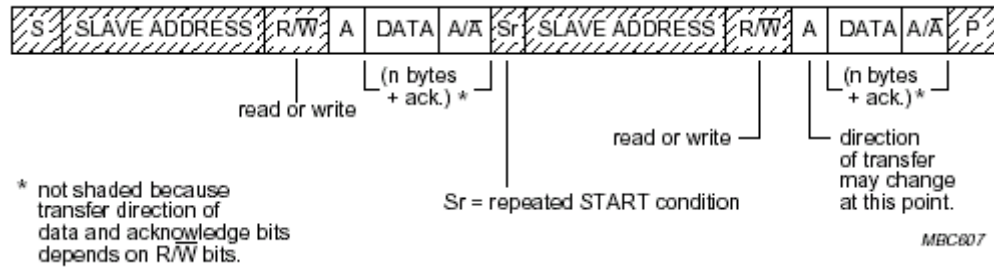 S SLAVE ADDRESS R/W̅ A DATA A/A̅ Sr SLAVE ADDRESS R/W̅ A DATA A/A̅ P
(n bytes
+ ack.) *
read or write
(n bytes
+ ack.) *
read or write
direction
of transfer
may change
at this point.
* not shaded because
transfer direction of
data and acknowledge bits
depends on R/W̅ bits.
Sr = repeated START condition
MBC607